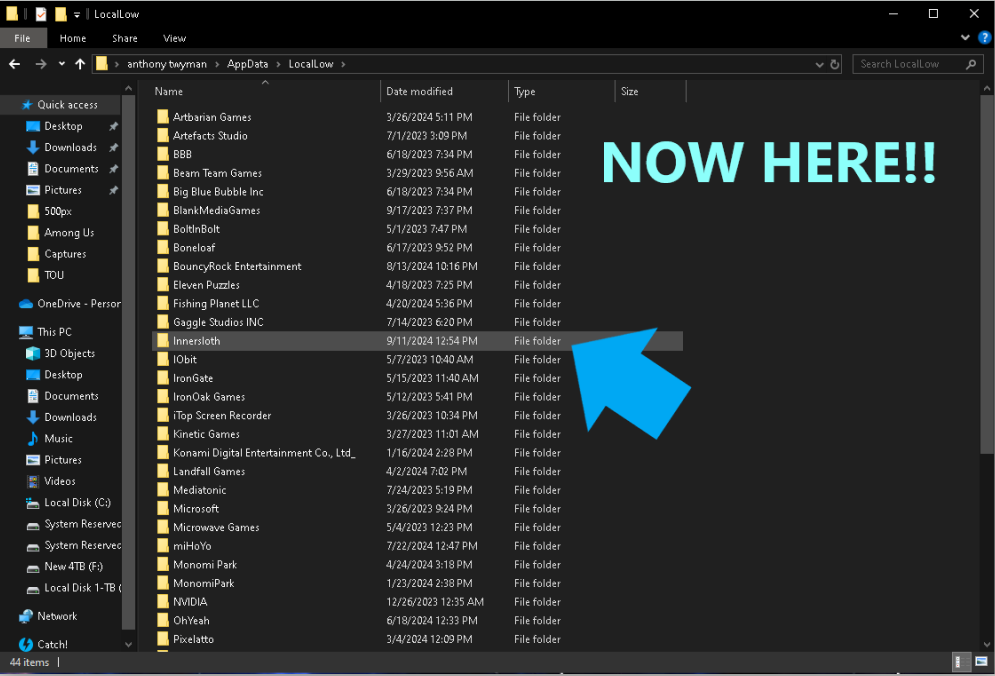 LocalLow
File Home Share View
anthony twyman > AppData > LocalLow >
Search LocalLow
Name Date modified Type Size
Quick access
Desktop
Downloads
Documents
Pictures
500px
Among Us
Captures
TOU
OneDrive - Person
This PC
3D Objects
Desktop
Documents
Downloads
Music
Pictures
Videos
Local Disk (C:)
System Reserved
System Reserved
New 4TB (F:)
Local Disk 1-TB (
Network
Catch!
Artbarian Games 3/26/2024 5:11 PM File folder
Artefacts Studio 7/1/2023 3:09 PM File folder
BBB 6/18/2023 7:34 PM File folder
Beam Team Games 3/29/2023 9:56 AM File folder
Big Blue Bubble Inc 6/18/2023 7:34 PM File folder
BlankMediaGames 9/17/2023 7:37 PM File folder
BoltInBolt 5/1/2023 7:47 PM File folder
Boneloaf 6/17/2023 9:52 PM File folder
BouncyRock Entertainment 8/13/2024 10:16 PM File folder
Eleven Puzzles 4/18/2023 7:25 PM File folder
Fishing Planet LLC 4/20/2024 5:36 PM File folder
Gaggle Studios INC 7/14/2023 6:20 PM File folder
Innersloth 9/11/2024 12:54 PM File folder
IObit 5/7/2023 10:40 AM File folder
IronGate 5/15/2023 11:40 AM File folder
IronOak Games 5/12/2023 5:41 PM File folder
iTop Screen Recorder 3/26/2023 10:34 PM File folder
Kinetic Games 3/27/2023 11:01 AM File folder
Konami Digital Entertainment Co., Ltd_ 1/16/2024 2:28 PM File folder
Landfall Games 4/2/2024 7:02 PM File folder
Mediatonic 7/24/2023 5:19 PM File folder
Microsoft 3/26/2023 9:24 PM File folder
Microwave Games 5/4/2023 12:23 PM File folder
miHoYo 7/22/2024 12:47 PM File folder
Monomi Park 4/24/2024 3:18 PM File folder
MonomiPark 1/23/2024 2:38 PM File folder
NVIDIA 12/26/2023 12:35 AM File folder
OhYeah 6/18/2024 12:33 PM File folder
Pixelatto 3/4/2024 12:09 PM File folder
NOW HERE!!
44 items